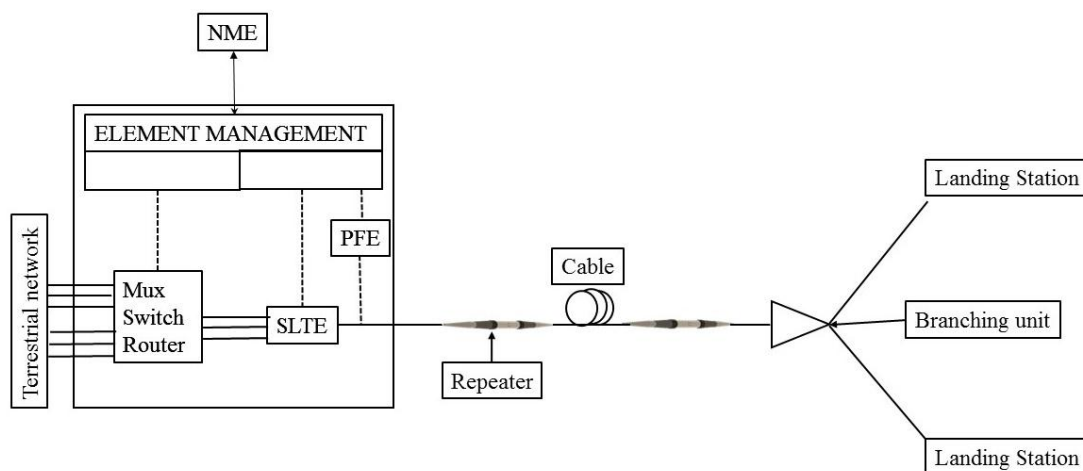 NME
ELEMENT MANAGEMENT
Landing Station
PFE
Terrestrial network
Cable
Mux
Switch
Router
SLTE
Branching unit
Repeater
Landing Station